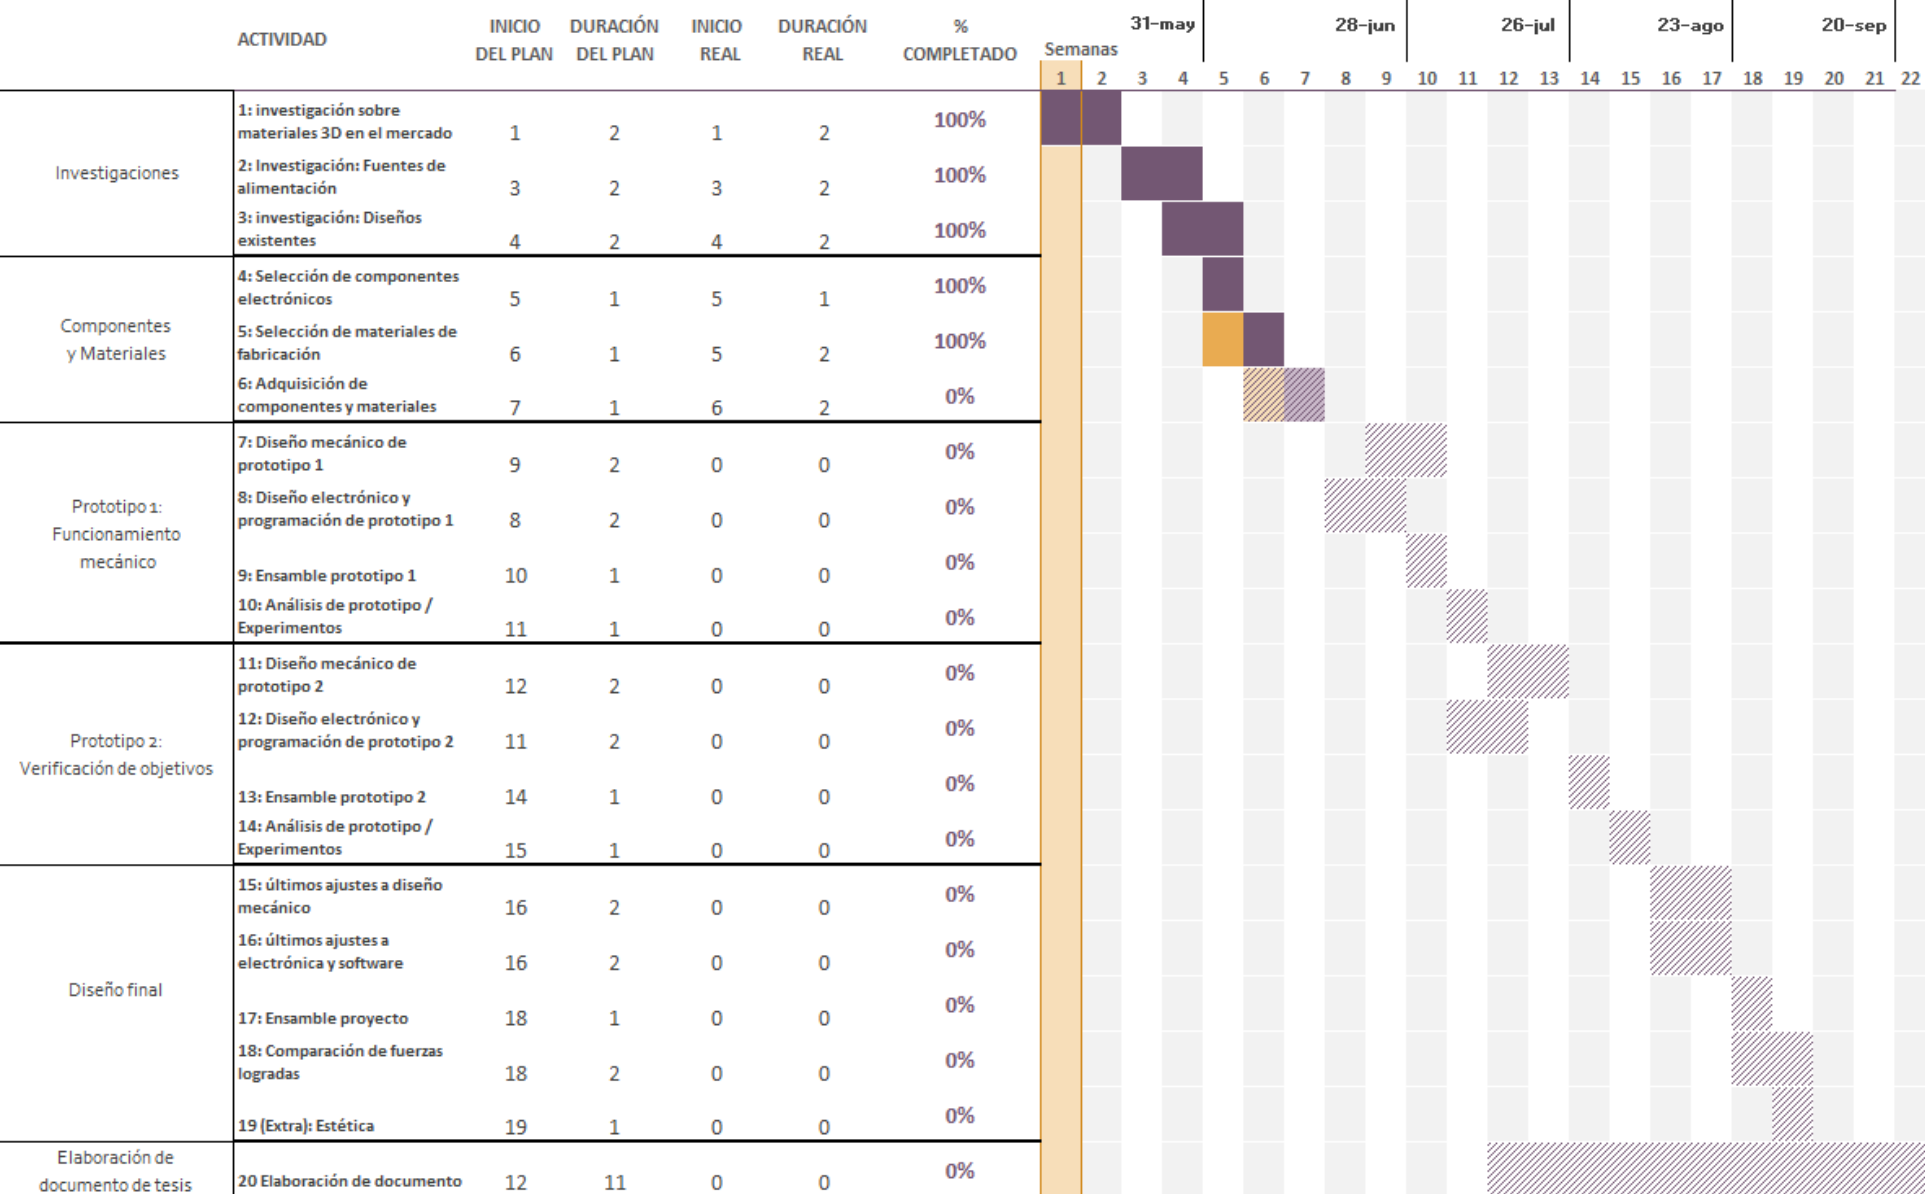 ACTIVIDAD INICIO DEL PLAN DURACIÓN DEL PLAN INICIO REAL DURACIÓN REAL % COMPLETADO
31-may 28-jun 26-jul 23-ago 20-sep
Semanas
1 2 3 4 5 6 7 8 9 10 11 12 13 14 15 16 17 18 19 20 21 22
Investigaciones
1: investigación sobre
materiales 3D en el mercado 1 2 1 2 100%
2: Investigación: Fuentes de
alimentación 3 2 3 2 100%
3: investigación: Diseños
existentes 4 2 4 2 100%
Componentes
y Materiales
4: Selección de componentes
electrónicos 5 1 5 1 100%
5: Selección de materiales de
fabricación 6 1 5 2 100%
6: Adquisición de
componentes y materiales 7 1 6 2 0%
Prototipo 1:
Funcionamiento
mecánico
7: Diseño mecánico de
prototipo 1 9 2 0 0 0%
8: Diseño electrónico y
programación de prototipo 1 8 2 0 0 0%
9: Ensamble prototipo 1 10 1 0 0 0%
10: Análisis de prototipo /
Experimentos 11 1 0 0 0%
Prototipo 2:
Verificación de objetivos
11: Diseño mecánico de
prototipo 2 12 2 0 0 0%
12: Diseño electrónico y
programación de prototipo 2 11 2 0 0 0%
13: Ensamble prototipo 2 14 1 0 0 0%
14: Análisis de prototipo /
Experimentos 15 1 0 0 0%
Diseño final
15: últimos ajustes a diseño
mecánico 16 2 0 0 0%
16: últimos ajustes a
electrónica y software 16 2 0 0 0%
17: Ensamble proyecto 18 1 0 0 0%
18: Comparación de fuerzas
logradas 18 2 0 0 0%
19 (Extra): Estética 19 1 0 0 0%
Elaboración de
documento de tesis
20 Elaboración de documento 12 11 0 0 0%